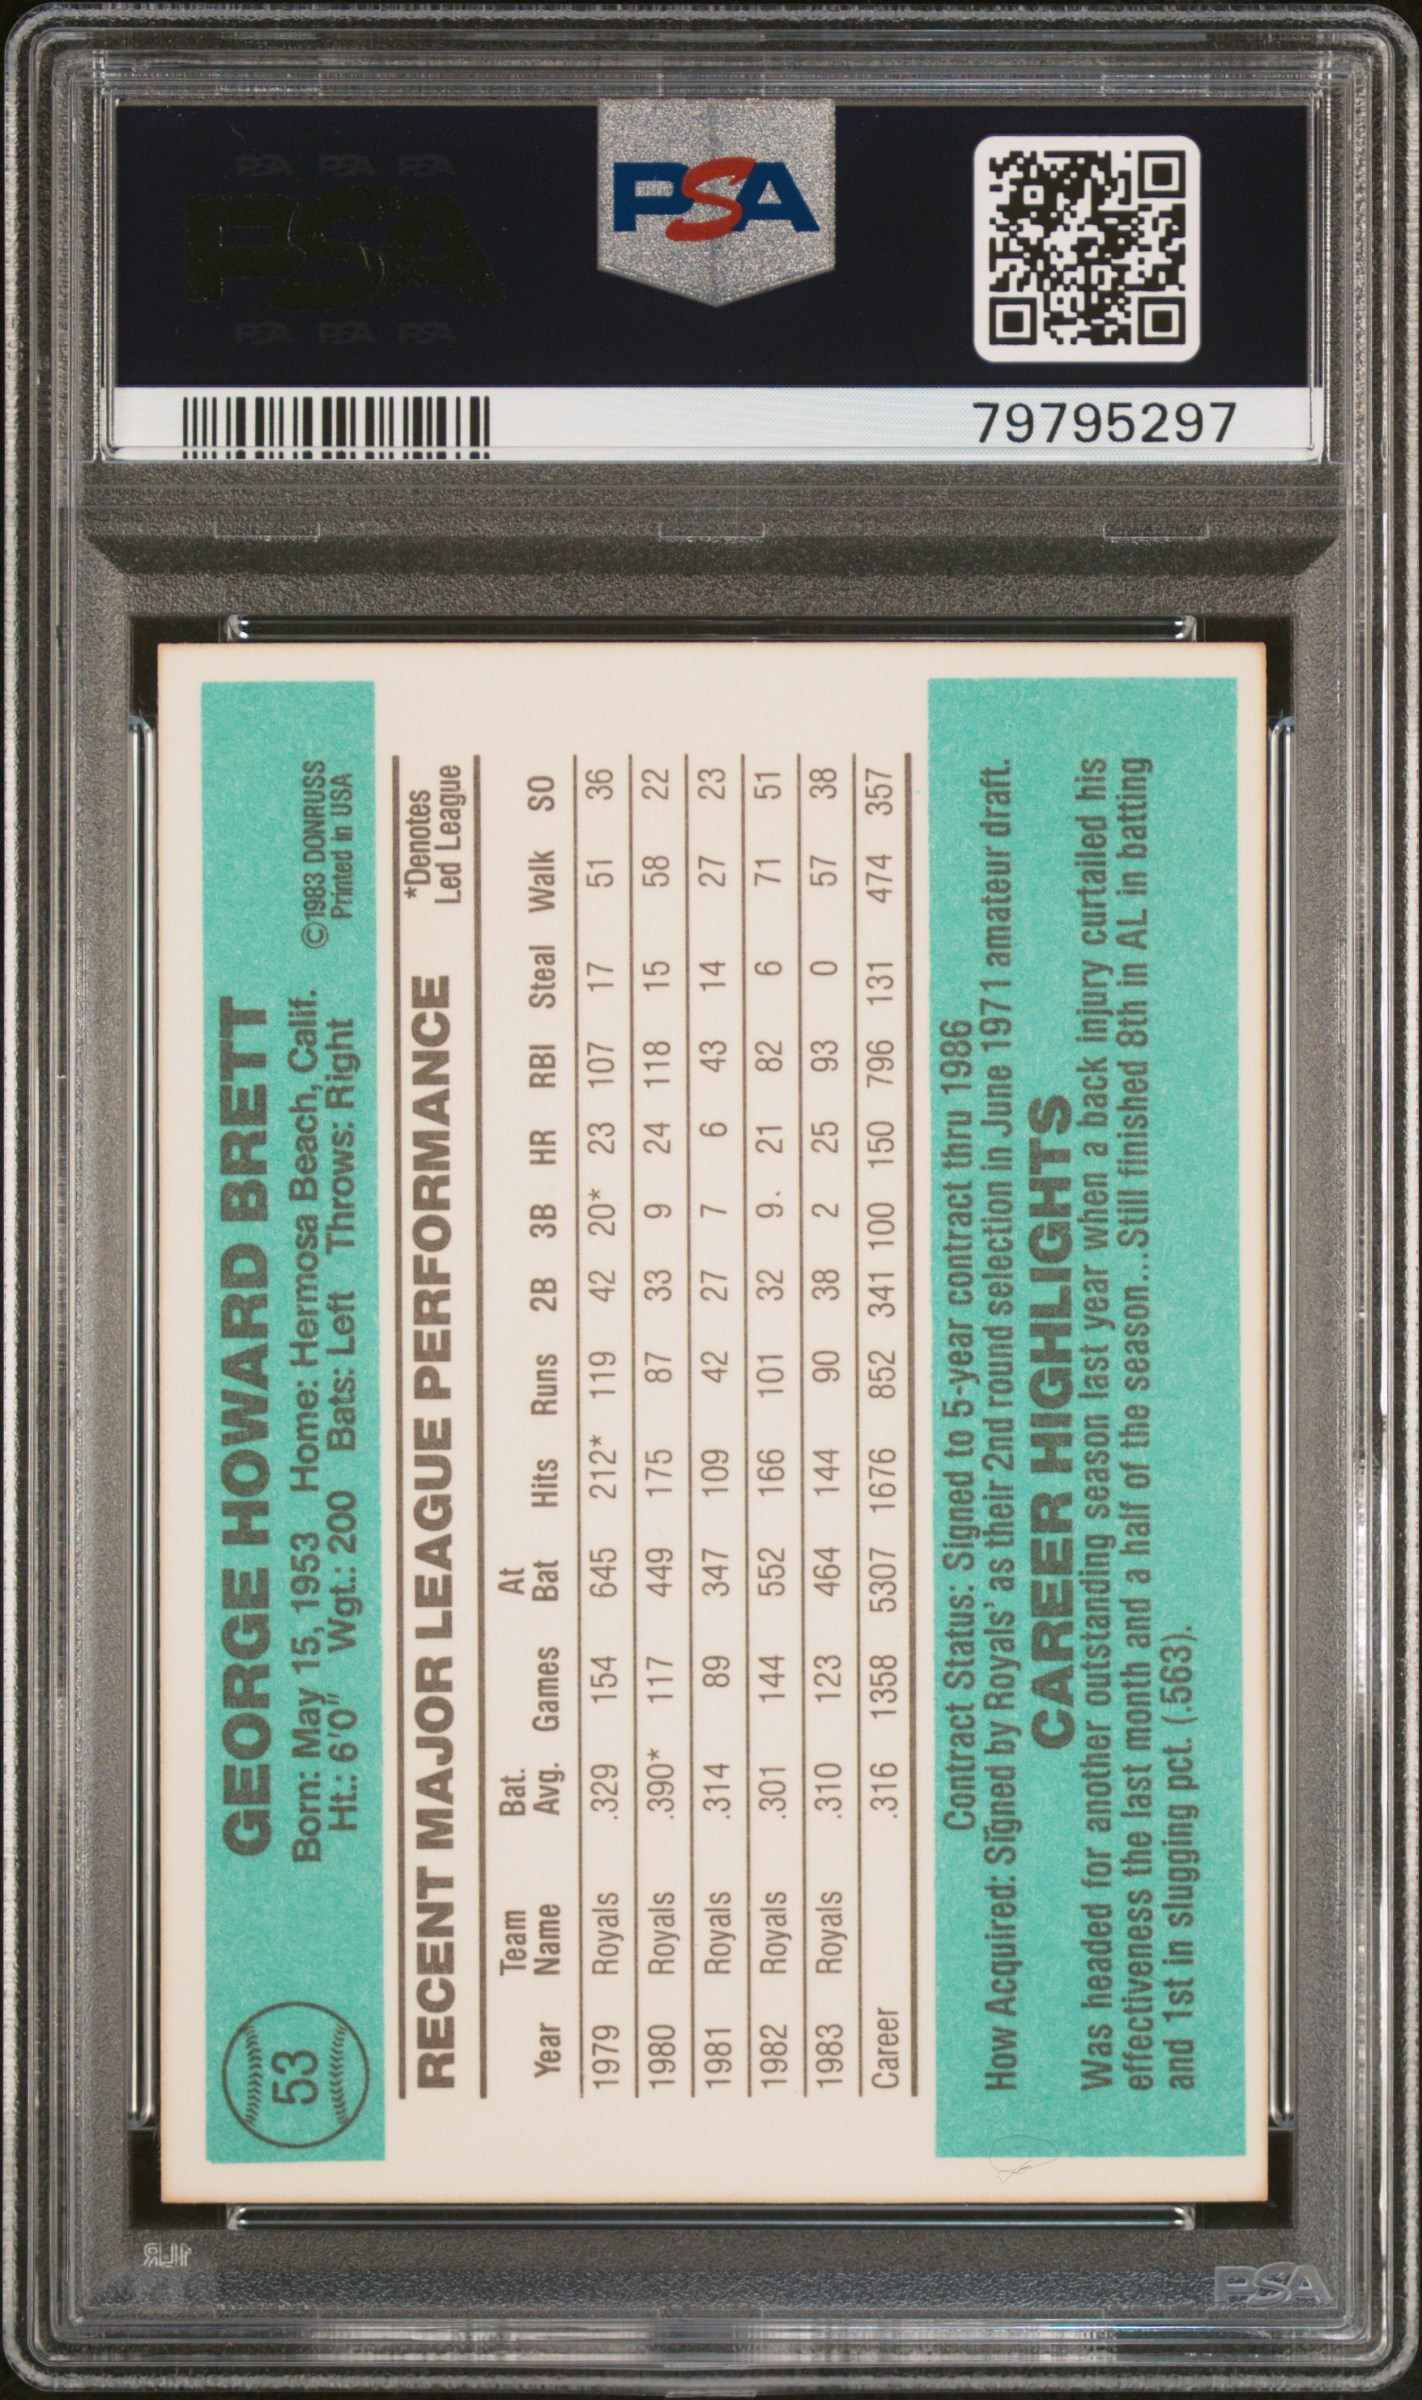 PSA PSA PSA
PSA
PSA PSA PSA
PSA
79795297
53
GEORGE HOWARD BRETT
Born: May 15, 1953 Home: Hermosa Beach, Calif.
Ht.: 6'0" Wgt.: 200 Bats: Left Throws: Right
©1983 DONRUSS
Printed in USA
RECENT MAJOR LEAGUE PERFORMANCE
*Denotes
Led League
Year Team Name Bat. Avg. Games At Bat Hits Runs 2B 3B HR RBI Steal Walk SO
1979 Royals .329 154 645 212* 119 42 20* 23 107 17 51 36
1980 Royals .390* 117 449 175 87 33 9 24 118 15 58 22
1981 Royals .314 89 347 109 42 27 7 6 43 14 27 23
1982 Royals .301 144 552 166 101 32 9. 21 82 6 71 51
1983 Royals .310 123 464 144 90 38 2 25 93 0 57 38
Career .316 1358 5307 1676 852 341 100 150 796 131 474 357
Contract Status: Signed to 5-year contract thru 1986
How Acquired: Signed by Royals' as their 2nd round selection in June 1971 amateur draft.
CAREER HIGHLIGHTS
Was headed for another outstanding season last year when a back injury curtailed his
effectiveness the last month and a half of the season...Still finished 8th in AL in batting
and 1st in slugging pct. (.563).
PSA